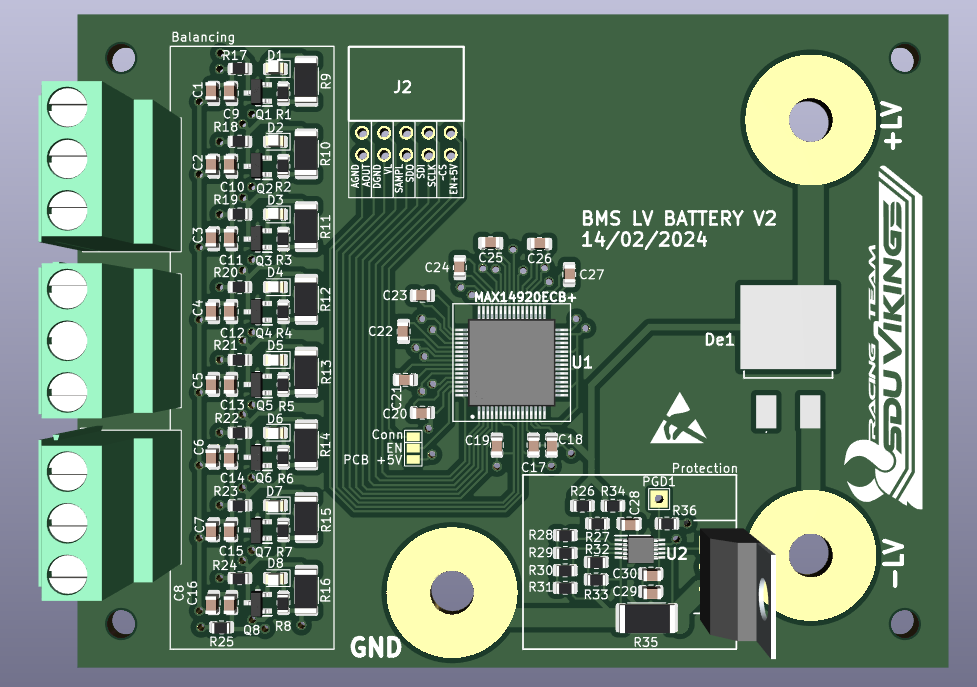 Balancing
R17
D1
C1
R9
C9
Q1
R1
R18
D2
C2
R10
C10
Q2
R2
R19
D3
C3
R11
C11
Q3
R3
R20
D4
C4
R12
C12
Q4
R4
R21
D5
C5
R13
C13
Q5
R5
R22
D6
C6
R14
C14
Q6
R6
R23
D7
C7
R15
C15
Q7
R7
R24
D8
C8
C16
R16
Q8
R8
R25
J2
AGND
AOUT
DGND
VL
SAMPL
SDO
SDI
SCLK
-CS
EN+5V
+LV
BMS LV BATTERY V2
14/02/2024
C24
C25
C26
C27
C23
MAX14920ECB+
C22
U1
C21
C20
Conn
EN
PCB +5V
C19
C18
C17
De1
RACING TEAM
SDUVIKINGS
Protection
PGD1
R26
R34
C28
R36
R28
R27
R29
R32
U2
R30
C30
R31
R33
C29
R35
-LV
GND